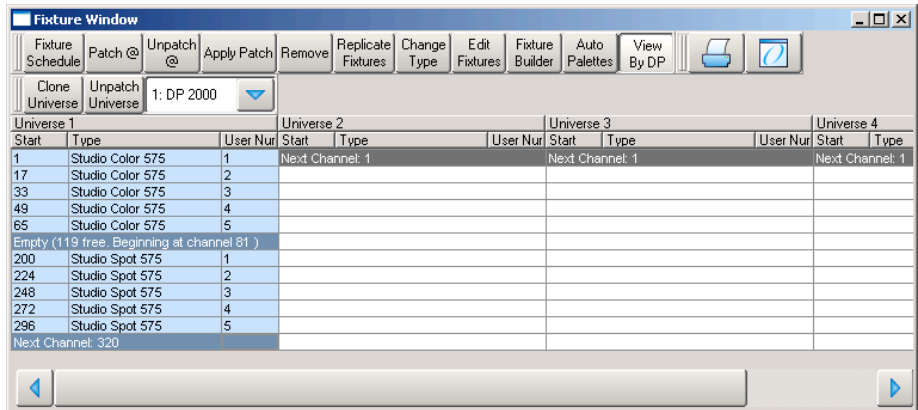 Fixture Window
Fixture Schedule Patch @ Unpatch @ Apply Patch Remove Replicate Fixtures Change Type Edit Fixtures Fixture Builder Auto Palettes View By DP
Clone Universe Unpatch Universe 1: DP 2000
Universe 1 Universe 2 Universe 3 Universe 4
Start Type User Nur Start Type User Nur Start Type User Nur Start Type
1 Studio Color 575 1 Next Channel: 1 Next Channel: 1 Next Channel: 1
17 Studio Color 575 2
33 Studio Color 575 3
49 Studio Color 575 4
65 Studio Color 575 5
Empty (119 free. Beginning at channel 81 )
200 Studio Spot 575 1
224 Studio Spot 575 2
248 Studio Spot 575 3
272 Studio Spot 575 4
296 Studio Spot 575 5
Next Channel: 320